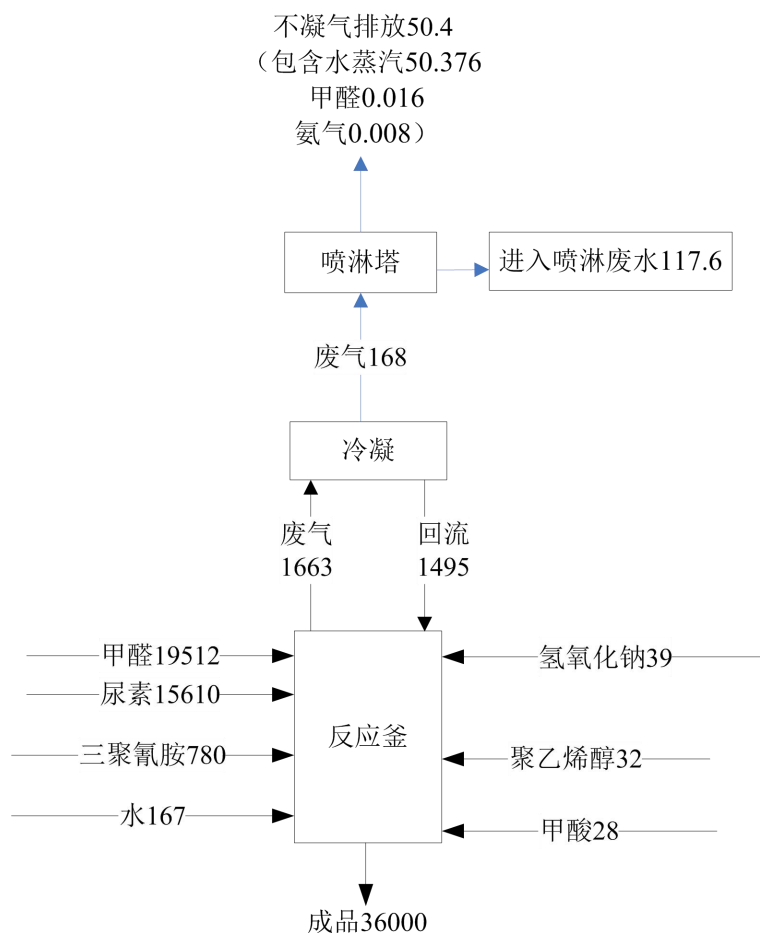 不凝气排放50.4
（包含水蒸汽50.376
甲醛0.016
氨气0.008）
喷淋塔
进入喷淋废水117.6
废气168
冷凝
废气
1663
回流
1495
甲醛19512
尿素15610
三聚氰胺780
水167
反应釜
氢氧化钠39
聚乙烯醇32
甲酸28
成品36000